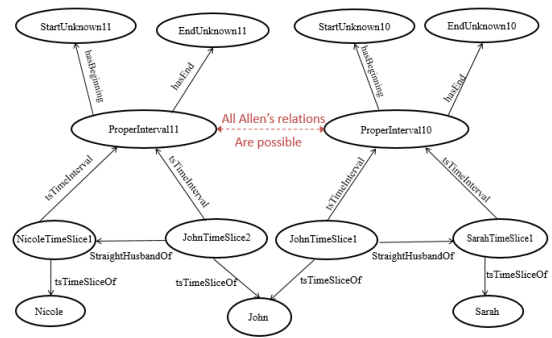 StartUnknown11
EndUnknown11
StartUnknown10
EndUnknown10
hasBeginning
hasEnd
hasBeginning
hasEnd
All Allen's relations
ProperInterval11
ProperInterval10
Are possible
tsTimeInterval
tsTimeInterval
tsTimeInterval
tsTimeInterval
NicoleTimeSlice1
JohnTimeSlice2
JohnTimeSlice1
SarahTimeSlice1
StraightHusbandOf
StraightHusbandOf
tsTimeSliceOf
tsTimeSliceOf
tsTimeSliceOf
tsTimeSliceOf
Nicole
John
Sarah